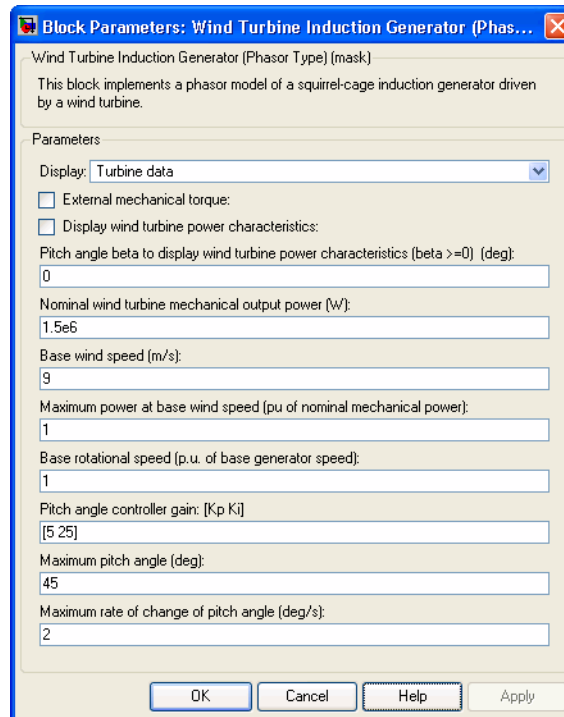 Block Parameters: Wind Turbine Induction Generator (Phas...
Wind Turbine Induction Generator (Phasor Type) (mask)
This block implements a phasor model of a squirrel-cage induction generator driven
by a wind turbine.
Parameters
Display: Turbine data
External mechanical torque:
Display wind turbine power characteristics:
Pitch angle beta to display wind turbine power characteristics (beta >=0) (deg):
0
Nominal wind turbine mechanical output power (W):
1.5e6
Base wind speed (m/s):
9
Maximum power at base wind speed (pu of nominal mechanical power):
1
Base rotational speed (p.u. of base generator speed):
1
Pitch angle controller gain: [Kp Ki]
[5 25]
Maximum pitch angle (deg):
45
Maximum rate of change of pitch angle (deg/s):
2
OK Cancel Help Apply